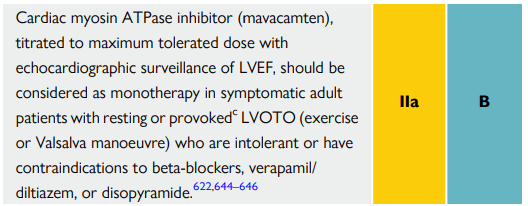 Cardiac myosin ATPase inhibitor (mavacamten),
titrated to maximum tolerated dose with
echocardiographic surveillance of LVEF, should be
considered as monotherapy in symptomatic adult
patients with resting or provokedᶜ LVOTO (exercise
or Valsalva manoeuvre) who are intolerant or have
contraindications to beta-blockers, verapamil/
diltiazem, or disopyramide.⁶²²,⁶⁴⁴–⁶⁴⁶
IIa
B